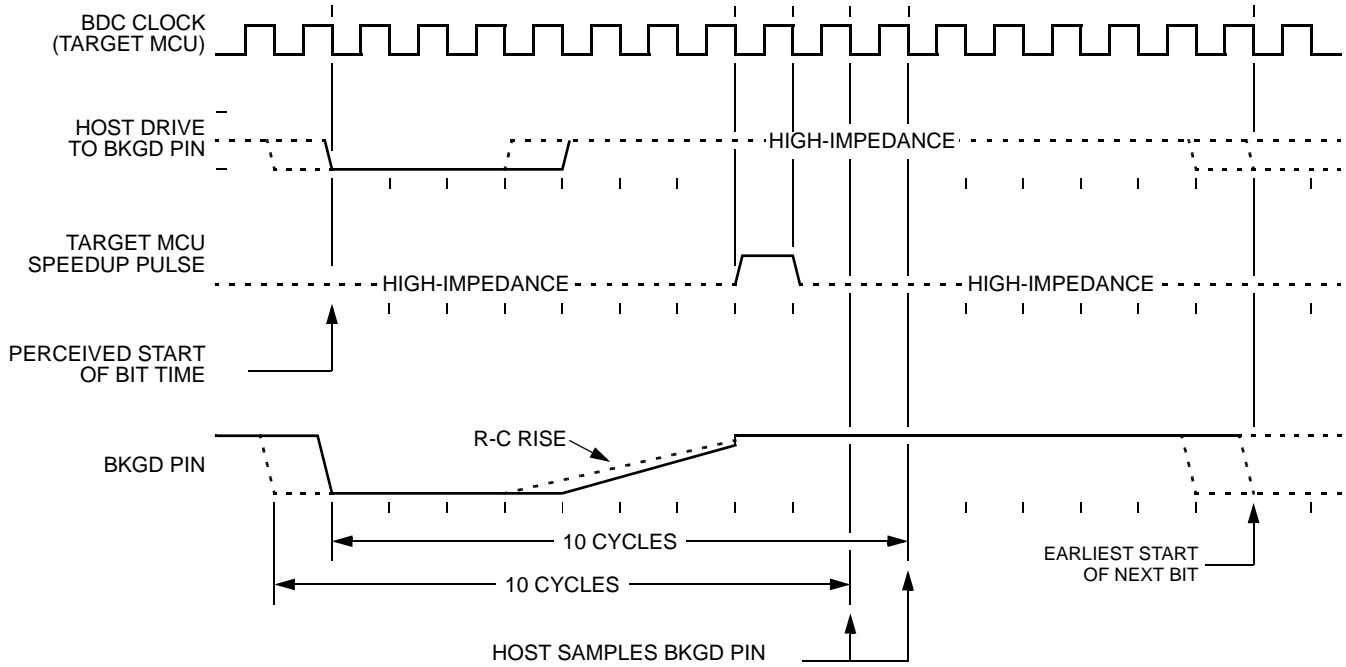 BDC CLOCK
(TARGET MCU)
HOST DRIVE
TO BKGD PIN
HIGH-IMPEDANCE
TARGET MCU
SPEEDUP PULSE
HIGH-IMPEDANCE
HIGH-IMPEDANCE
PERCEIVED START
OF BIT TIME
R-C RISE
BKGD PIN
10 CYCLES
EARLIEST START
OF NEXT BIT
10 CYCLES
HOST SAMPLES BKGD PIN